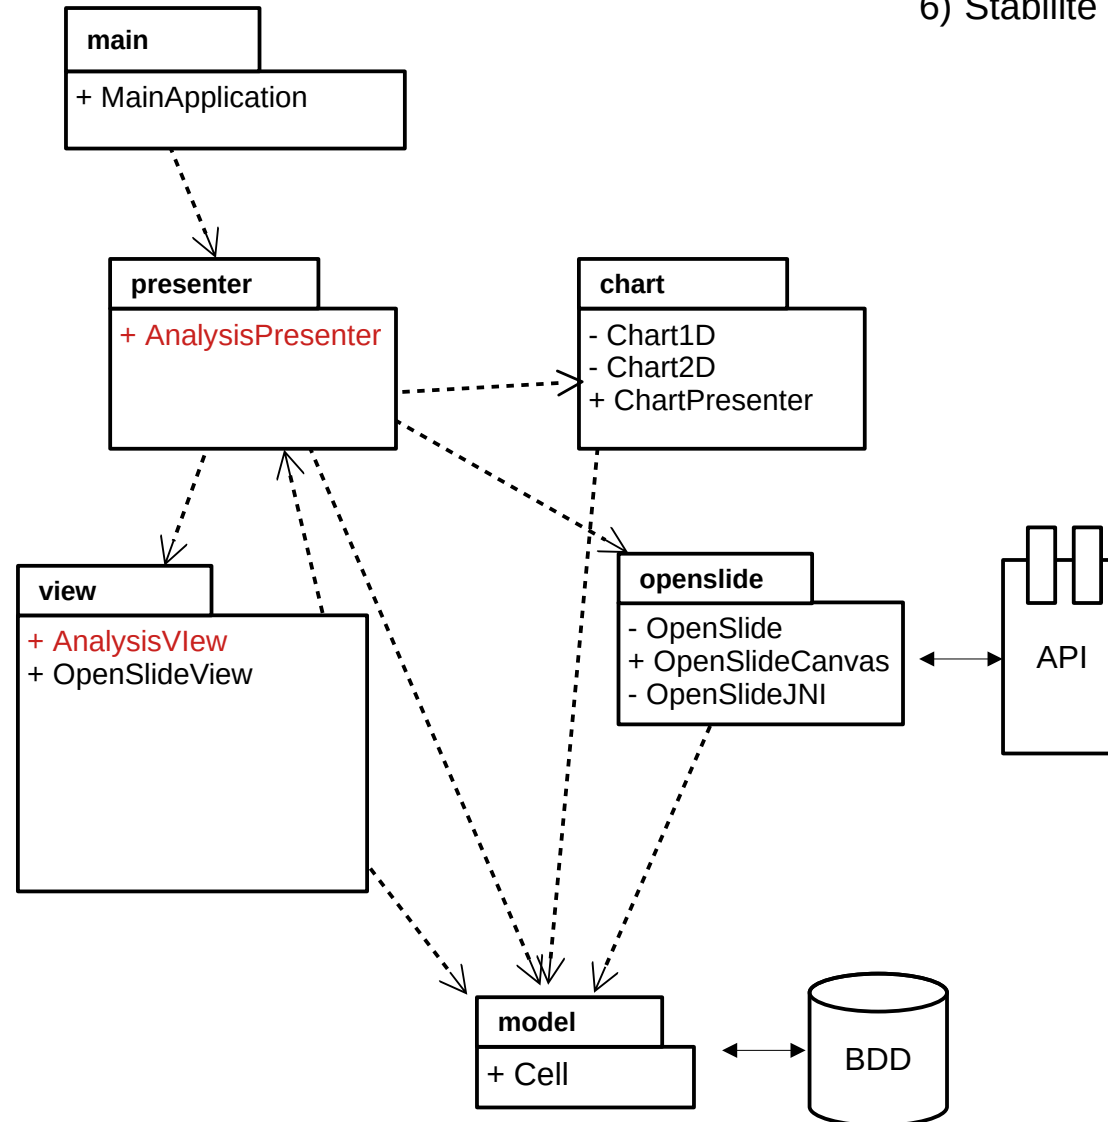 6) Stabilité
main
+ MainApplication
presenter
+ AnalysisPresenter
chart
- Chart1D
- Chart2D
+ ChartPresenter
view
+ AnalysisVIew
+ OpenSlideView
openslide
- OpenSlide
+ OpenSlideCanvas
- OpenSlideJNI
API
model
+ Cell
BDD